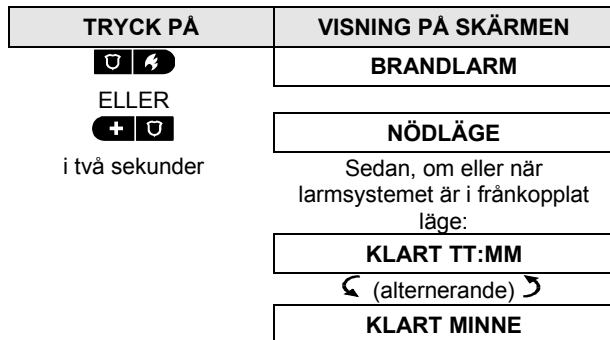 TRYCK PÅ
VISNING PÅ SKÄRMEN
BRANDLARM
ELLER
NÖDLÄGE
i två sekunder
Sedan, om eller när
larmsystemet är i frånkopplat
läge:
KLART TT:MM
(alternerande)
KLART MINNE